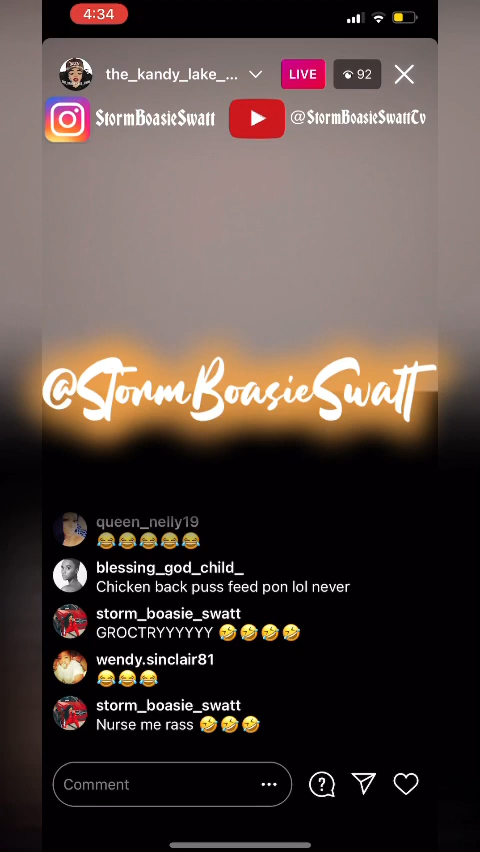 4:34
the_kandy_lake_...
LIVE
92
StormBoasieSwatt
@StormBoasieSwattTv
@StormBoasieSwatt
queen_nelly19
😂😂😂😂😂
blessing_god_child_
Chicken back puss feed pon lol never
storm_boasie_swatt
GROCTRYYYYYY 🤣🤣🤣🤣
wendy.sinclair81
😂😂😂
storm_boasie_swatt
Nurse me rass 🤣🤣🤣
Comment